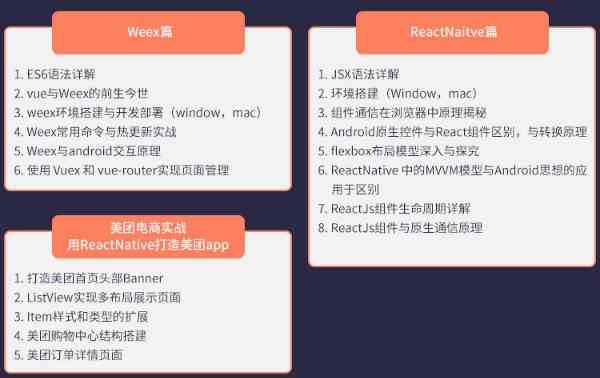 Weex篇
1. ES6语法详解
2. vue与Weex的前生今世
3. weex环境搭建与开发部署（window，mac）
4. Weex常用命令与热更新实战
5. Weex与android交互原理
6. 使用 Vuex 和 vue-router实现页面管理
美团电商实战
用ReactNative打造美团app
1. 打造美团首页头部Banner
2. ListView实现多布局展示页面
3. Item样式和类型的扩展
4. 美团购物中心结构搭建
5. 美团订单详情页面
ReactNaitve篇
1. JSX语法详解
2. 环境搭建（Window，mac）
3. 组件通信在浏览器中原理揭秘
4. Android原生控件与React组件区别，与转换原理
5. flexbox布局模型深入与探究
6. ReactNative 中的MVVM模型与Android思想的应
用于区别
7. ReactJs组件生命周期详解
8. ReactJs组件与原生通信原理